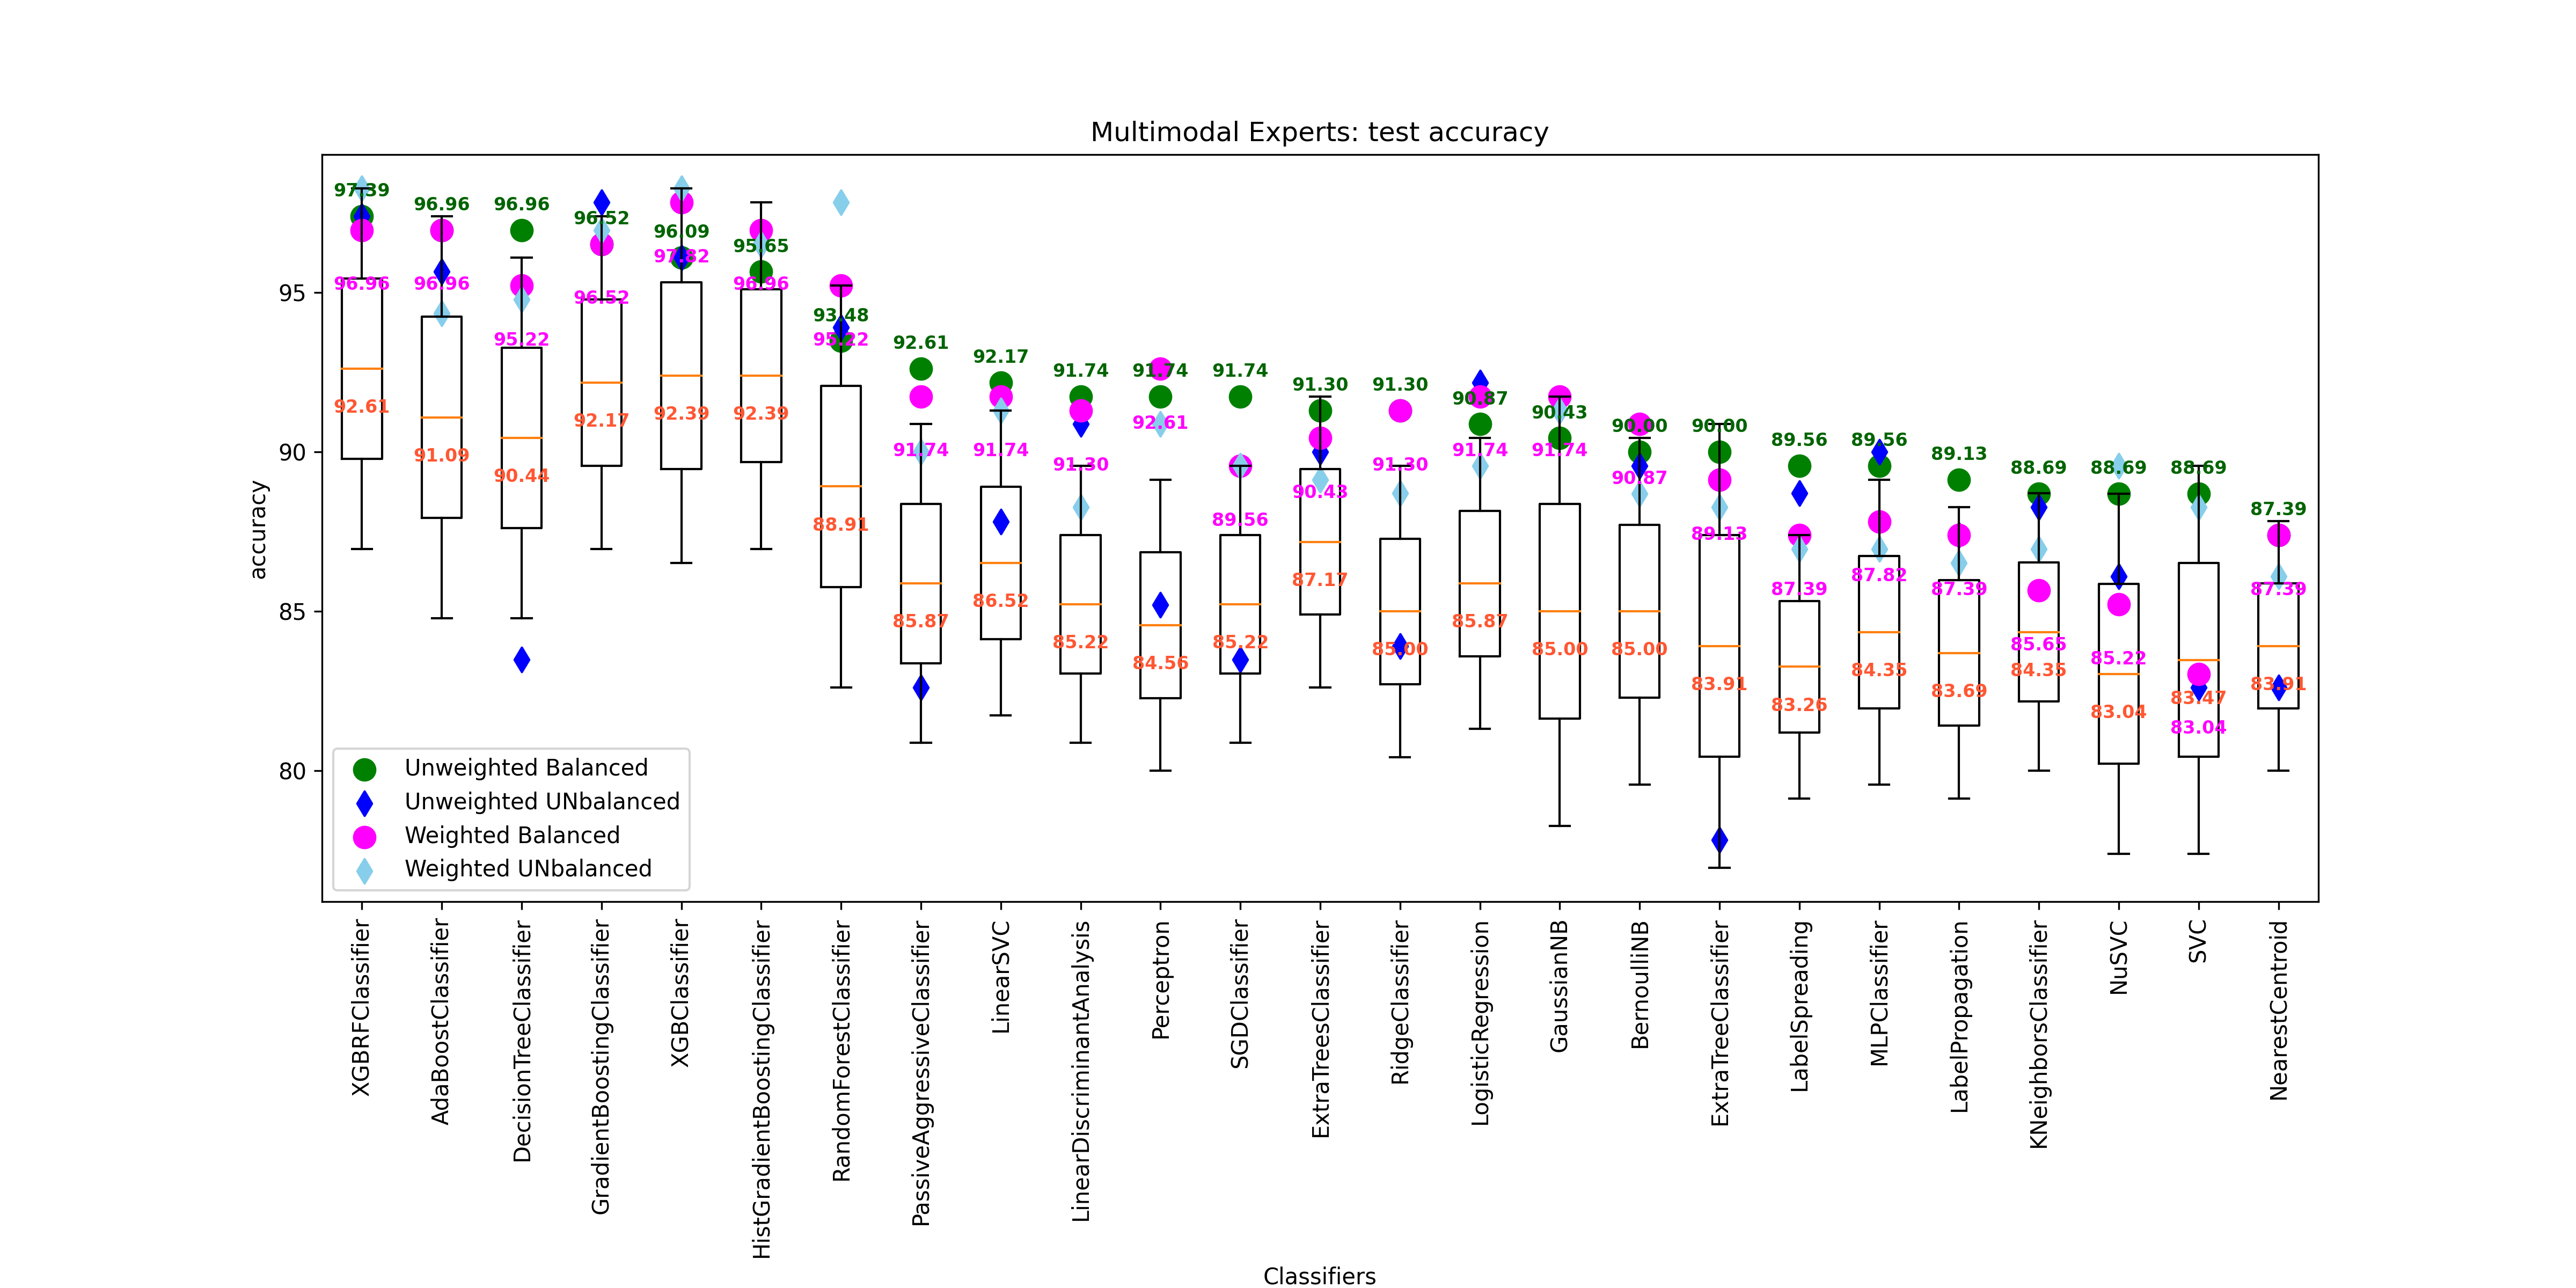 Multimodal Experts: test accuracy
accuracy
95
90
85
80
97.39
96.96
96.96
96.52
96.09
95.65
93.48
92.61
92.17
91.74
91.74
91.74
91.30
91.30
90.87
90.43
90.00
90.00
89.56
89.56
89.13
88.69
88.69
88.69
87.39
96.96
96.96
95.22
96.52
97.82
96.96
95.22
91.74
91.74
91.30
92.61
89.56
90.43
91.30
91.74
91.74
90.87
89.13
87.39
87.82
87.39
85.65
85.22
83.04
87.39
92.61
91.09
90.44
92.17
92.39
92.39
88.91
85.87
86.52
85.22
84.56
85.22
87.17
85.00
85.87
85.00
85.00
83.91
83.26
84.35
83.69
84.35
83.04
83.47
83.91
Unweighted Balanced
Unweighted UNbalanced
Weighted Balanced
Weighted UNbalanced
XGBRFClassifier
AdaBoostClassifier
DecisionTreeClassifier
GradientBoostingClassifier
XGBClassifier
HistGradientBoostingClassifier
RandomForestClassifier
PassiveAggressiveClassifier
LinearSVC
LinearDiscriminantAnalysis
Perceptron
SGDClassifier
ExtraTreesClassifier
RidgeClassifier
LogisticRegression
GaussianNB
BernoulliNB
ExtraTreeClassifier
LabelSpreading
MLPClassifier
LabelPropagation
KNeighborsClassifier
NuSVC
SVC
NearestCentroid
Classifiers